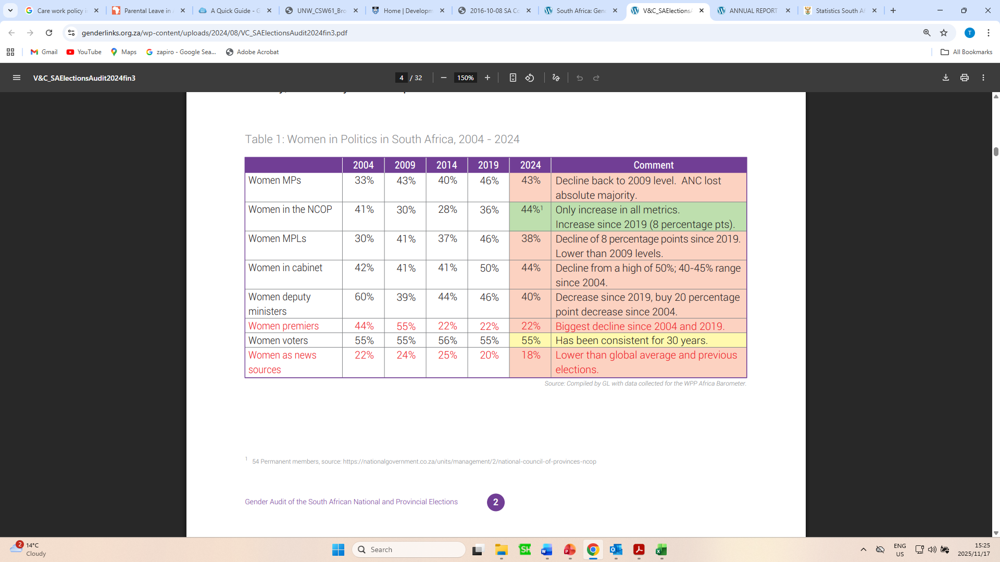 Care work policy i
Parental Leave in
A Quick Guide - G
UNW_CSW61_Bro
Home | Developm
2016-10-08 SA Co
South Africa: Gen
V&C_SAElections
ANNUAL REPORT
Statistics South Af
genderlinks.org.za/wp-content/uploads/2024/08/VC_SAElectionsAudit2024fin3.pdf
T
Gmail YouTube Maps zapiro - Google Sea... Adobe Acrobat All Bookmarks
V&C_SAElectionsAudit2024fin3 4 / 32 150%
Table 1: Women in Politics in South Africa, 2004 - 2024
2004 2009 2014 2019 2024 Comment
Women MPs 33% 43% 40% 46% 43% Decline back to 2009 level. ANC lost
absolute majority.
Women in the NCOP 41% 30% 28% 36% 44%1 Only increase in all metrics.
Increase since 2019 (8 percentage pts).
Women MPLs 30% 41% 37% 46% 38% Decline of 8 percentage points since 2019.
Lower than 2009 levels.
Women in cabinet 42% 41% 41% 50% 44% Decline from a high of 50%; 40-45% range
since 2004.
Women deputy 60% 39% 44% 46% 40% Decrease since 2019, buy 20 percentage
ministers point decrease since 2004.
Women premiers 44% 55% 22% 22% 22% Biggest decline since 2004 and 2019.
Women voters 55% 55% 56% 55% 55% Has been consistent for 30 years.
Women as news 22% 24% 25% 20% 18% Lower than global average and previous
sources elections.
Source: Compiled by GL with data collected for the WPP Africa Barometer.
1 54 Permanent members, source: https://nationalgovernment.co.za/units/management/2/national-council-of-provinces-ncop
Gender Audit of the South African National and Provincial Elections 2
2 14°C
Cloudy
Search
SH
ENG
US
15:25
2025/11/17